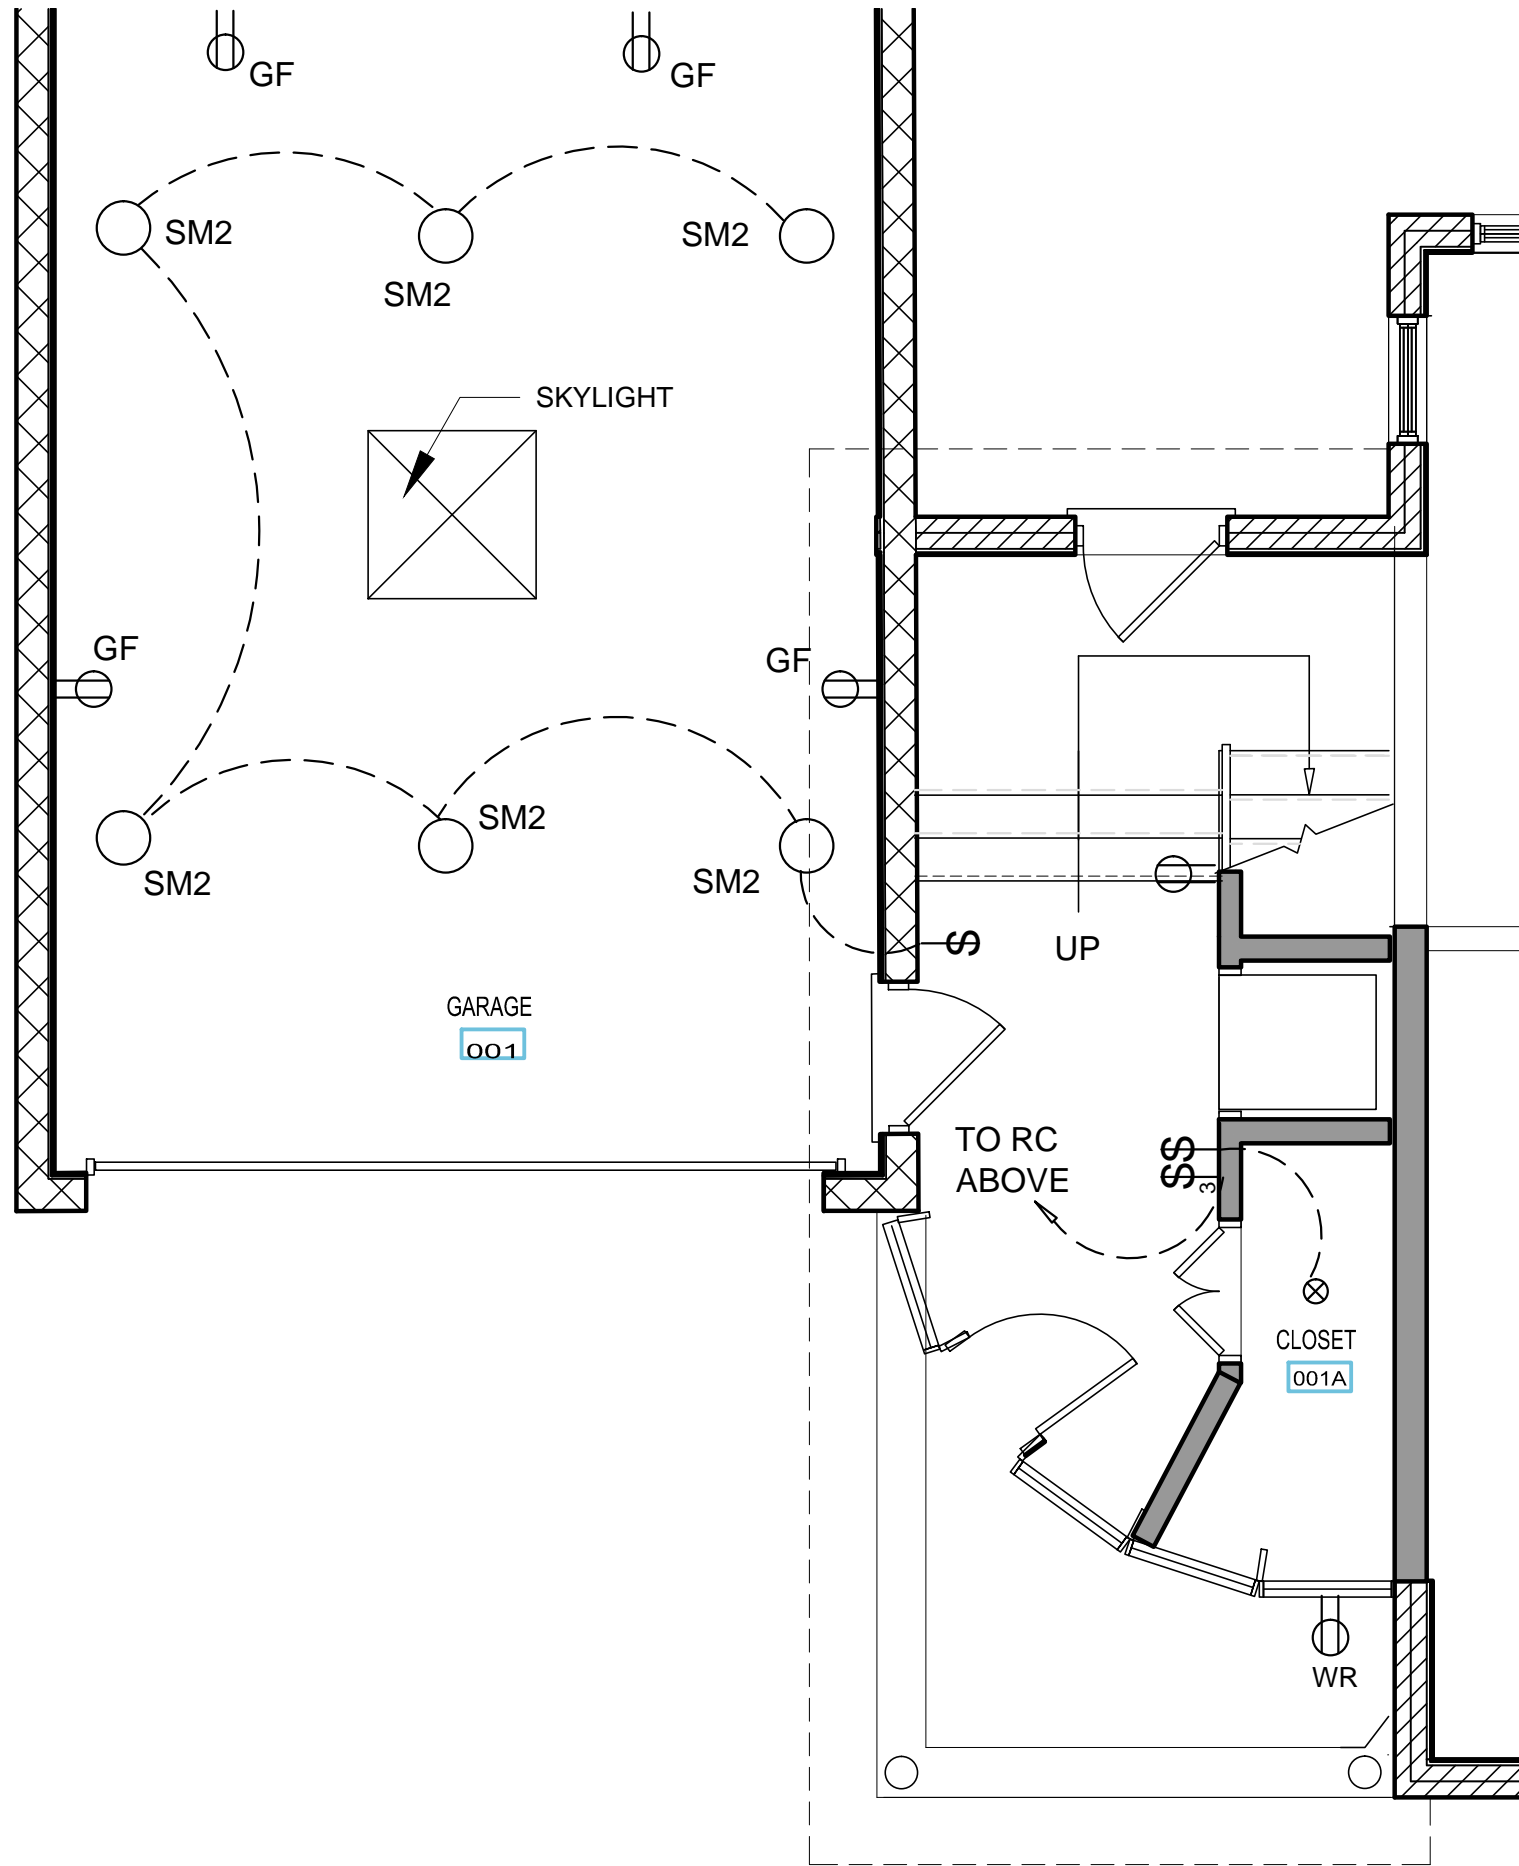 GF
GF
SM2
SM2
SM2
SKYLIGHT
GF
GF
SM2
SM2
SM2
$
UP
GARAGE
001
TO RC
ABOVE
$$
$$
3
CLOSET
001A
WR